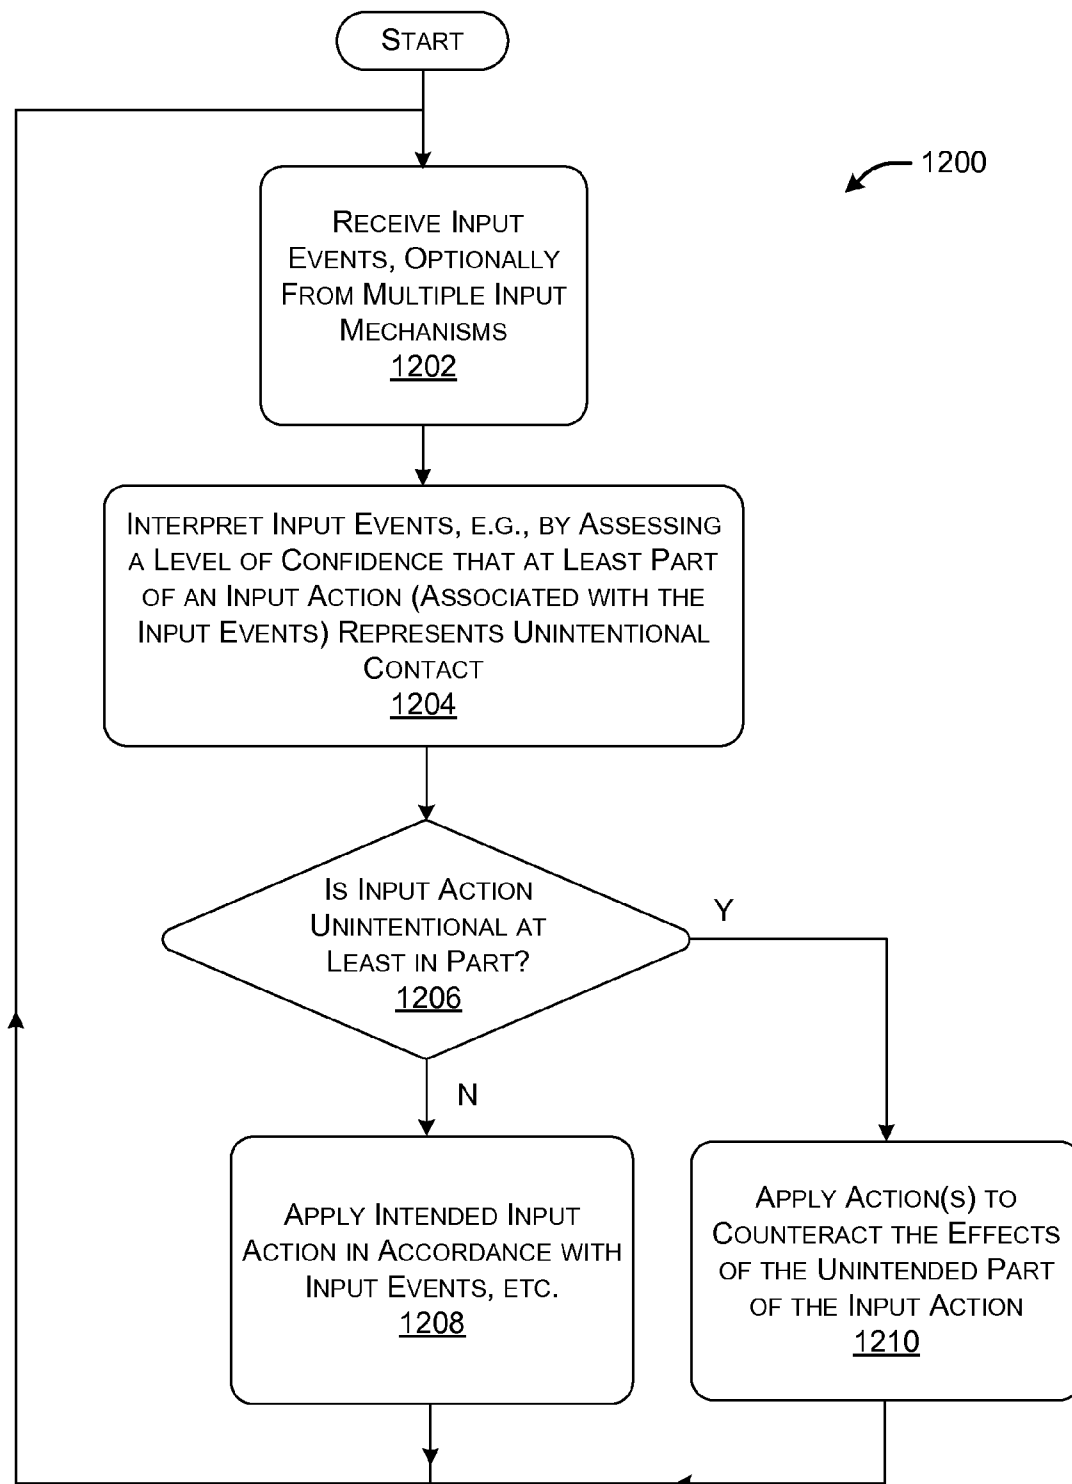 START
1200
RECEIVE INPUT
EVENTS, OPTIONALLY
FROM MULTIPLE INPUT
MECHANISMS
1202
INTERPRET INPUT EVENTS, E.G., BY ASSESSING
A LEVEL OF CONFIDENCE THAT AT LEAST PART
OF AN INPUT ACTION (ASSOCIATED WITH THE
INPUT EVENTS) REPRESENTS UNINTENTIONAL
CONTACT
1204
IS INPUT ACTION
UNINTENTIONAL AT
LEAST IN PART?
1206
Y
N
APPLY INTENDED INPUT
ACTION IN ACCORDANCE WITH
INPUT EVENTS, ETC.
1208
APPLY ACTION(S) TO
COUNTERACT THE EFFECTS
OF THE UNINTENDED PART
OF THE INPUT ACTION
1210